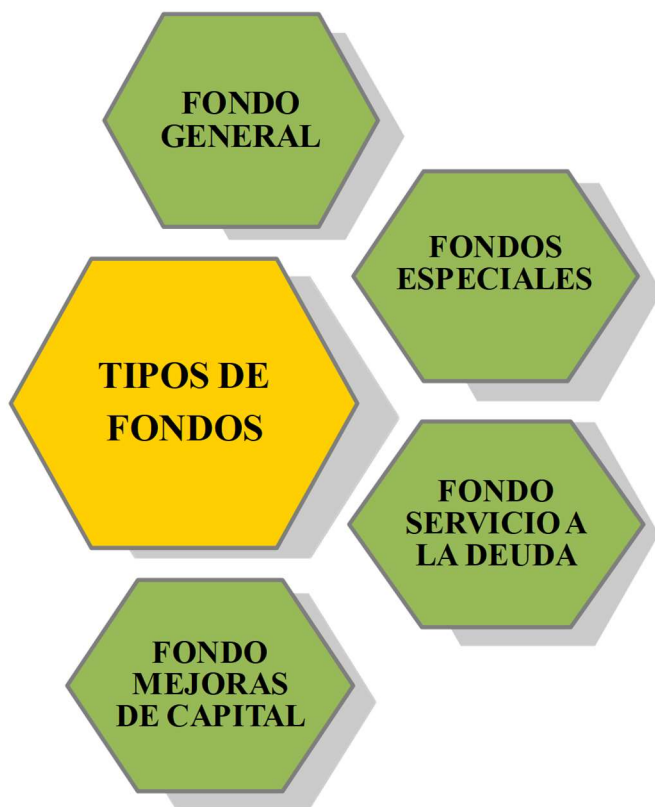 FONDO
GENERAL
FONDOS
ESPECIALES
TIPOS DE
FONDOS
FONDO
SERVICIO A
LA DEUDA
FONDO
MEJORAS
DE CAPITAL